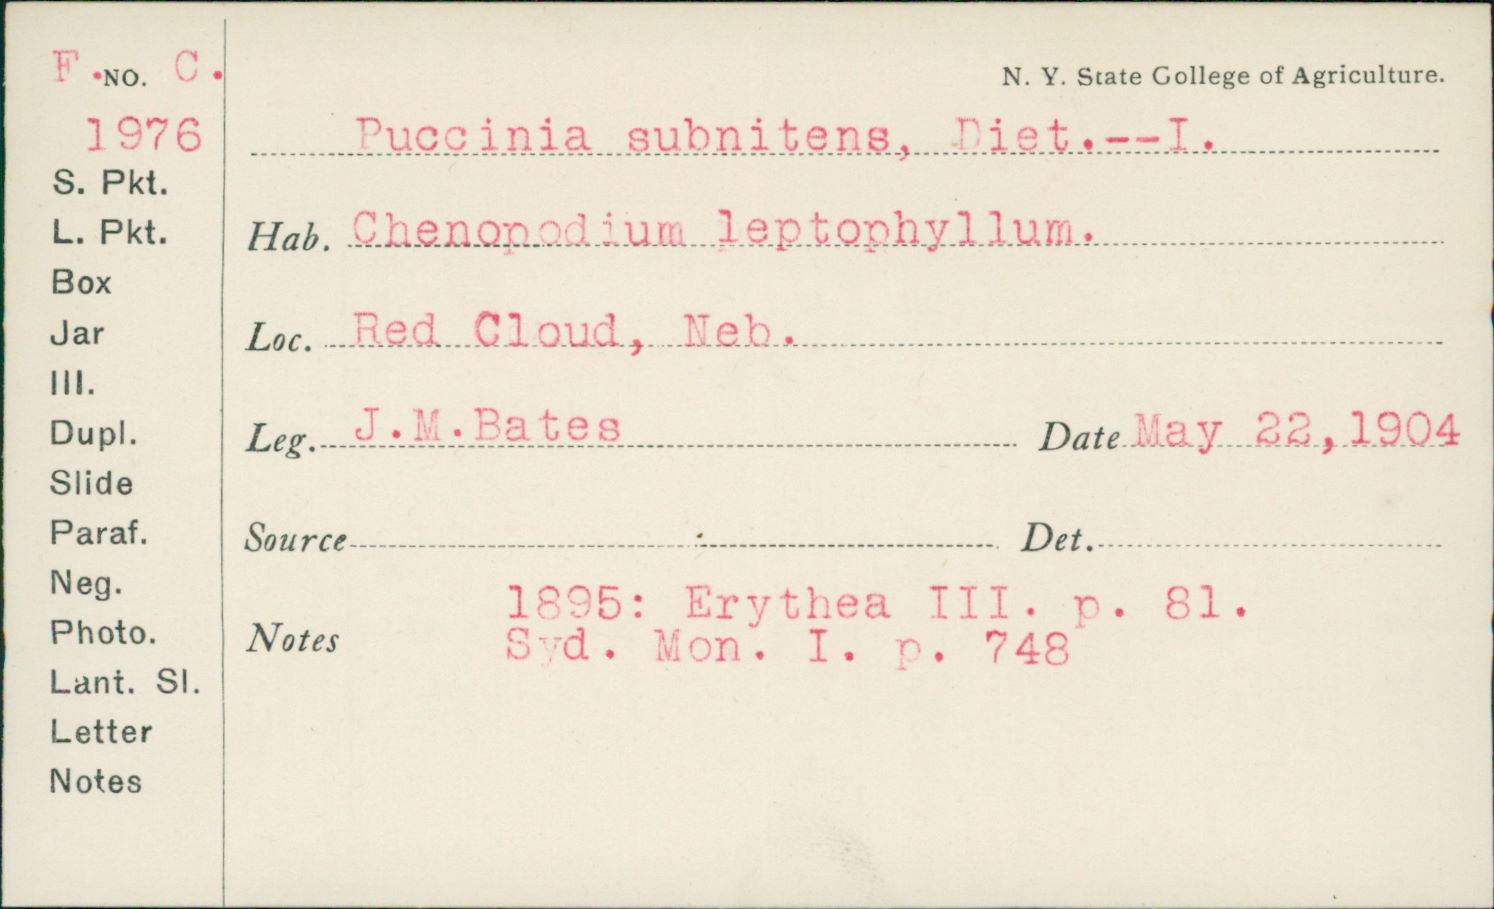 F. NO. C.
1976
S. Pkt.
L. Pkt.
Box
Jar
Ill.
Dupl.
Slide
Paraf.
Neg.
Photo.
Lant. Sl.
Letter
Notes
N. Y. State College of Agriculture.
Puccinia subnitens, Diet.--I.
Hab. Chenopodium leptophyllum.
Loc. Red Cloud, Neb.
Leg. J.M.Bates Date May 22,1904
Source Det.
Notes 1895: Erythea III. p. 81.
Syd. Mon. I. p. 748